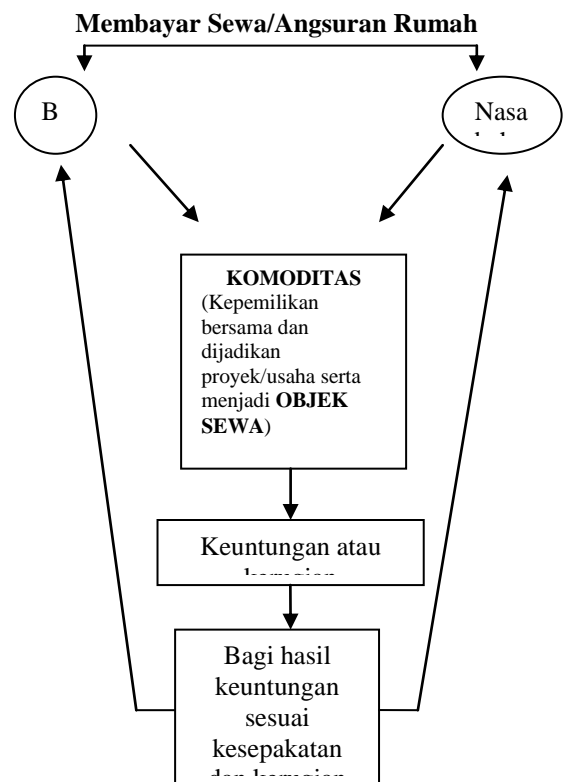 Membayar Sewa/Angsuran Rumah
B
Nasa
KOMODITAS
(Kepemilikan
bersama dan
dijadikan
proyek/usaha serta
menjadi OBJEK
SEWA)
Keuntungan atau
Bagi hasil
keuntungan
sesuai
kesepakatan